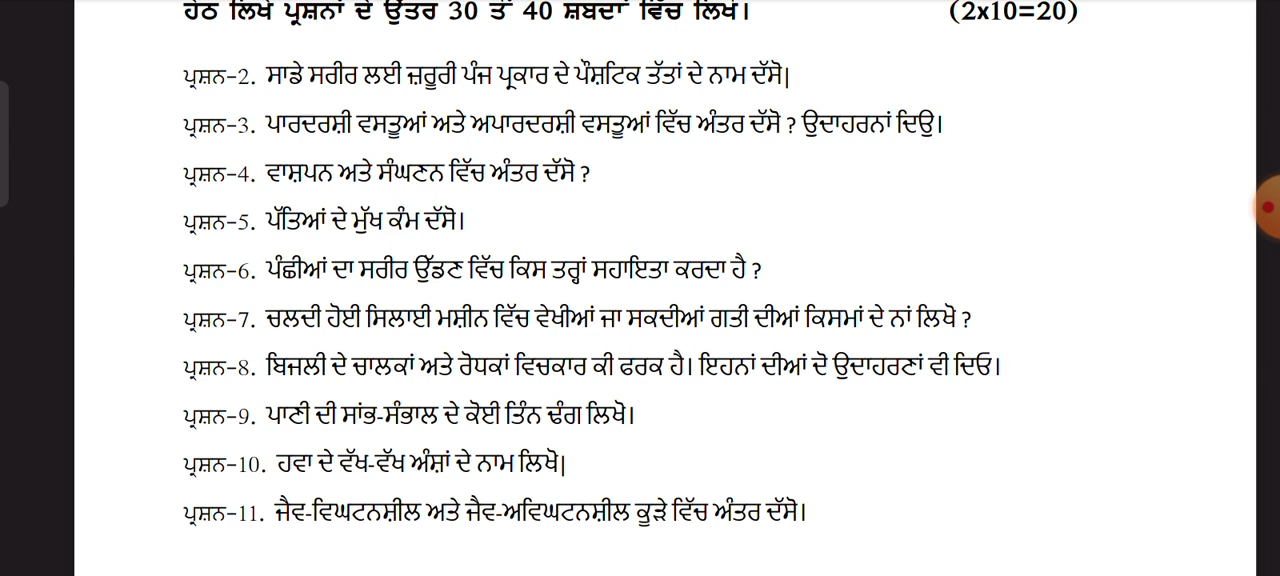 ਹੇਠ ਲਿਖੇ ਪ੍ਰਸ਼ਨਾਂ ਦੇ ਉੱਤਰ 30 ਤੋਂ 40 ਸ਼ਬਦਾਂ ਵਿੱਚ ਲਿਖੋ। (2x10=20)
ਪ੍ਰਸ਼ਨ-2. ਸਾਡੇ ਸਰੀਰ ਲਈ ਜ਼ਰੂਰੀ ਪੰਜ ਪ੍ਰਕਾਰ ਦੇ ਪੌਸ਼ਟਿਕ ਤੱਤਾਂ ਦੇ ਨਾਮ ਦੱਸੋ|
ਪ੍ਰਸ਼ਨ-3. ਪਾਰਦਰਸ਼ੀ ਵਸਤੂਆਂ ਅਤੇ ਅਪਾਰਦਰਸ਼ੀ ਵਸਤੂਆਂ ਵਿੱਚ ਅੰਤਰ ਦੱਸੋ ? ਉਦਾਹਰਨਾਂ ਦਿਉ।
ਪ੍ਰਸ਼ਨ-4. ਵਾਸ਼ਪਨ ਅਤੇ ਸੰਘਣਨ ਵਿੱਚ ਅੰਤਰ ਦੱਸੋ ?
ਪ੍ਰਸ਼ਨ-5. ਪੱਤਿਆਂ ਦੇ ਮੁੱਖ ਕੰਮ ਦੱਸੋ।
ਪ੍ਰਸ਼ਨ-6. ਪੰਛੀਆਂ ਦਾ ਸਰੀਰ ਉੱਡਣ ਵਿੱਚ ਕਿਸ ਤਰ੍ਹਾਂ ਸਹਾਇਤਾ ਕਰਦਾ ਹੈ ?
ਪ੍ਰਸ਼ਨ-7. ਚਲਦੀ ਹੋਈ ਸਿਲਾਈ ਮਸ਼ੀਨ ਵਿੱਚ ਵੇਖੀਆਂ ਜਾ ਸਕਦੀਆਂ ਗਤੀ ਦੀਆਂ ਕਿਸਮਾਂ ਦੇ ਨਾਂ ਲਿਖੋ ?
ਪ੍ਰਸ਼ਨ-8. ਬਿਜਲੀ ਦੇ ਚਾਲਕਾਂ ਅਤੇ ਰੋਧਕਾਂ ਵਿਚਕਾਰ ਕੀ ਫਰਕ ਹੈ। ਇਹਨਾਂ ਦੀਆਂ ਦੋ ਉਦਾਹਰਣਾਂ ਵੀ ਦਿਓ।
ਪ੍ਰਸ਼ਨ-9. ਪਾਣੀ ਦੀ ਸਾਂਭ-ਸੰਭਾਲ ਦੇ ਕੋਈ ਤਿੰਨ ਢੰਗ ਲਿਖੋ।
ਪ੍ਰਸ਼ਨ-10. ਹਵਾ ਦੇ ਵੱਖ-ਵੱਖ ਅੰਸ਼ਾਂ ਦੇ ਨਾਮ ਲਿਖੋ|
ਪ੍ਰਸ਼ਨ-11. ਜੈਵ-ਵਿਘਟਨਸ਼ੀਲ ਅਤੇ ਜੈਵ-ਅਵਿਘਟਨਸ਼ੀਲ ਕੂੜੇ ਵਿੱਚ ਅੰਤਰ ਦੱਸੋ।